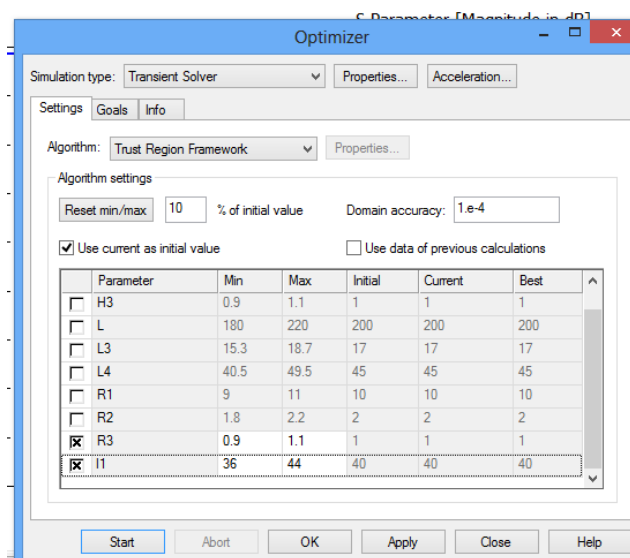 S-Parameter [Magnitude in dB]
Optimizer
Simulation type: Transient Solver Properties... Acceleration...
Settings Goals Info
Algorithm: Trust Region Framework Properties...
Algorithm settings
Reset min/max 10 % of initial value Domain accuracy: 1.e-4
Use current as initial value Use data of previous calculations
Parameter Min Max Initial Current Best
H3 0.9 1.1 1 1 1
L 180 220 200 200 200
L3 15.3 18.7 17 17 17
L4 40.5 49.5 45 45 45
R1 9 11 10 10 10
R2 1.8 2.2 2 2 2
R3 0.9 1.1 1 1 1
l1 36 44 40 40 40
Start Abort OK Apply Close Help